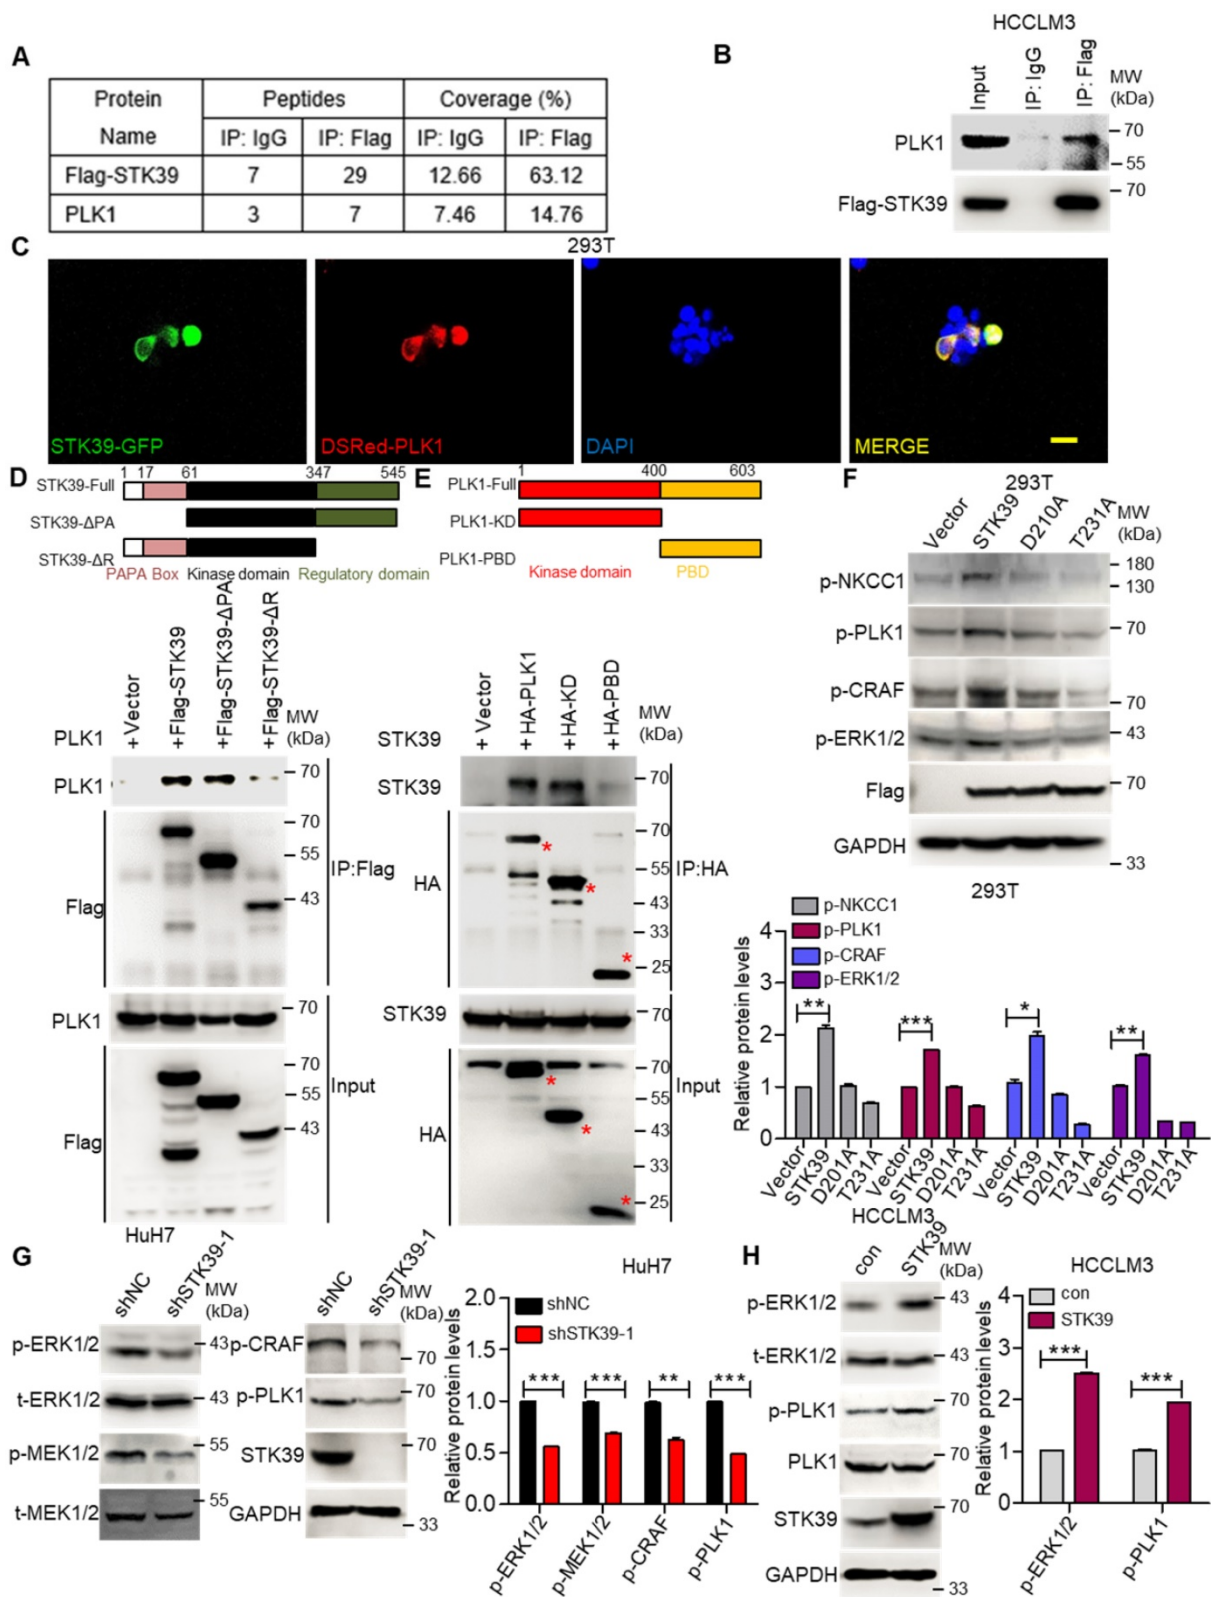 A
Protein Name Peptides Coverage (%)
IP: IgG IP: Flag IP: IgG IP: Flag
Flag-STK39 7 29 12.66 63.12
PLK1 3 7 7.46 14.76
B
HCCLM3
Input IP: IgG IP: Flag MW (kDa)
PLK1 70
55
Flag-STK39 70
C
293T
STK39-GFP DSRed-PLK1 DAPI MERGE
D
1 17 61 347 545
STK39-Full
STK39-ΔPA
STK39-ΔR
PAPA Box Kinase domain Regulatory domain
PLK1 + Vector + Flag-STK39 + Flag-STK39-ΔPA + Flag-STK39-ΔR MW (kDa)
PLK1 70
Flag 70
55
43
IP:Flag
PLK1 70
Flag 70
55
43
Input
E
1 400 603
PLK1-Full
PLK1-KD
PLK1-PBD
Kinase domain PBD
STK39 + Vector + HA-PLK1 + HA-KD + HA-PBD MW (kDa)
STK39 70
HA 70
55
43
33
25
* * *
IP:HA
STK39 70
HA 70
55
43
33
25
* * *
Input
F
293T
Vector STK39 D210A T231A MW (kDa)
p-NKCC1 180
130
p-PLK1 70
p-CRAF 70
p-ERK1/2 43
Flag 70
GAPDH
33
293T
p-NKCC1
p-PLK1
p-CRAF
p-ERK1/2
Relative protein levels
4
3
2
1
0
** *** * **
Vector STK39 D201A T231A Vector STK39 D201A T231A Vector STK39 D201A T231A Vector STK39 D201A T231A
G
HuH7
shNC shSTK39-1 MW (kDa)
p-ERK1/2 43
t-ERK1/2 43
p-MEK1/2 55
t-MEK1/2 55
shNC shSTK39-1 MW (kDa)
p-CRAF 70
p-PLK1 70
STK39 70
GAPDH 33
HuH7
shNC
shSTK39-1
Relative protein levels
2.0
1.5
1.0
0.5
0.0
*** *** ** ***
p-ERK1/2 p-MEK1/2 p-CRAF p-PLK1
H
HCCLM3
con STK39 MW (kDa)
p-ERK1/2 43
t-ERK1/2 43
p-PLK1 70
PLK1 70
STK39 70
GAPDH 33
HCCLM3
con
STK39
Relative protein levels
4
3
2
1
0
*** ***
p-ERK1/2 p-PLK1